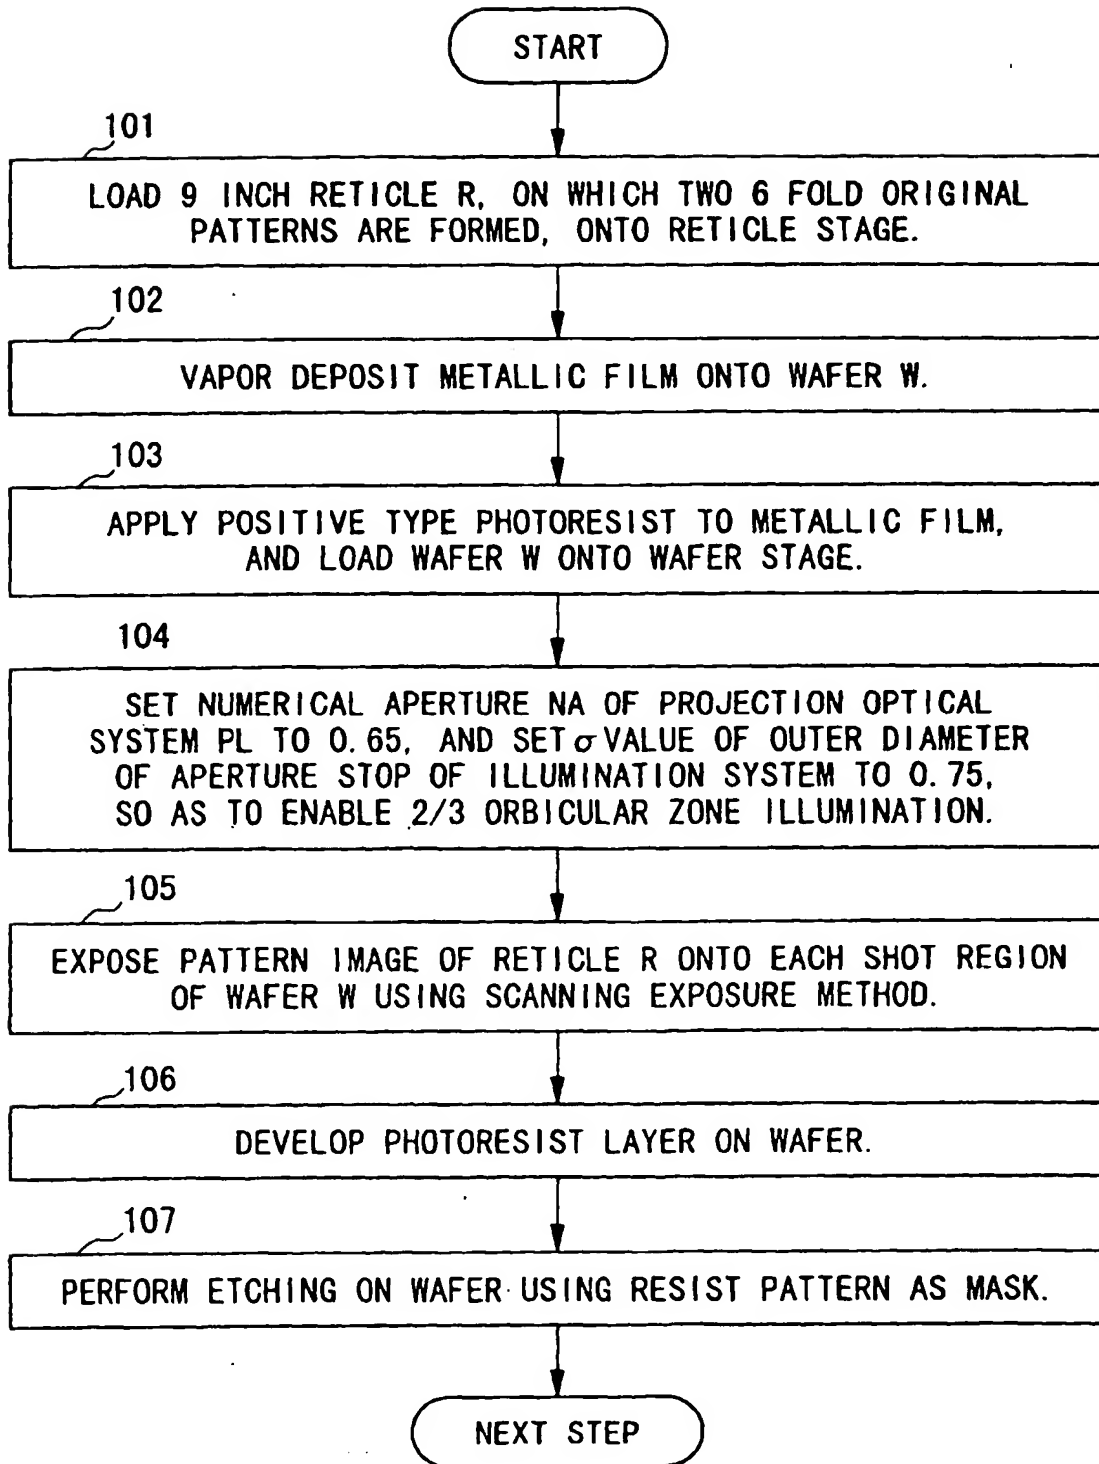 START
101
LOAD 9 INCH RETICLE R, ON WHICH TWO 6 FOLD ORIGINAL
PATTERNS ARE FORMED, ONTO RETICLE STAGE.
102
VAPOR DEPOSIT METALLIC FILM ONTO WAFER W.
103
APPLY POSITIVE TYPE PHOTORESIST TO METALLIC FILM,
AND LOAD WAFER W ONTO WAFER STAGE.
104
SET NUMERICAL APERTURE NA OF PROJECTION OPTICAL
SYSTEM PL TO 0.65, AND SET σ VALUE OF OUTER DIAMETER
OF APERTURE STOP OF ILLUMINATION SYSTEM TO 0.75,
SO AS TO ENABLE 2/3 ORBICULAR ZONE ILLUMINATION.
105
EXPOSE PATTERN IMAGE OF RETICLE R ONTO EACH SHOT REGION
OF WAFER W USING SCANNING EXPOSURE METHOD.
106
DEVELOP PHOTORESIST LAYER ON WAFER.
107
PERFORM ETCHING ON WAFER USING RESIST PATTERN AS MASK.
NEXT STEP